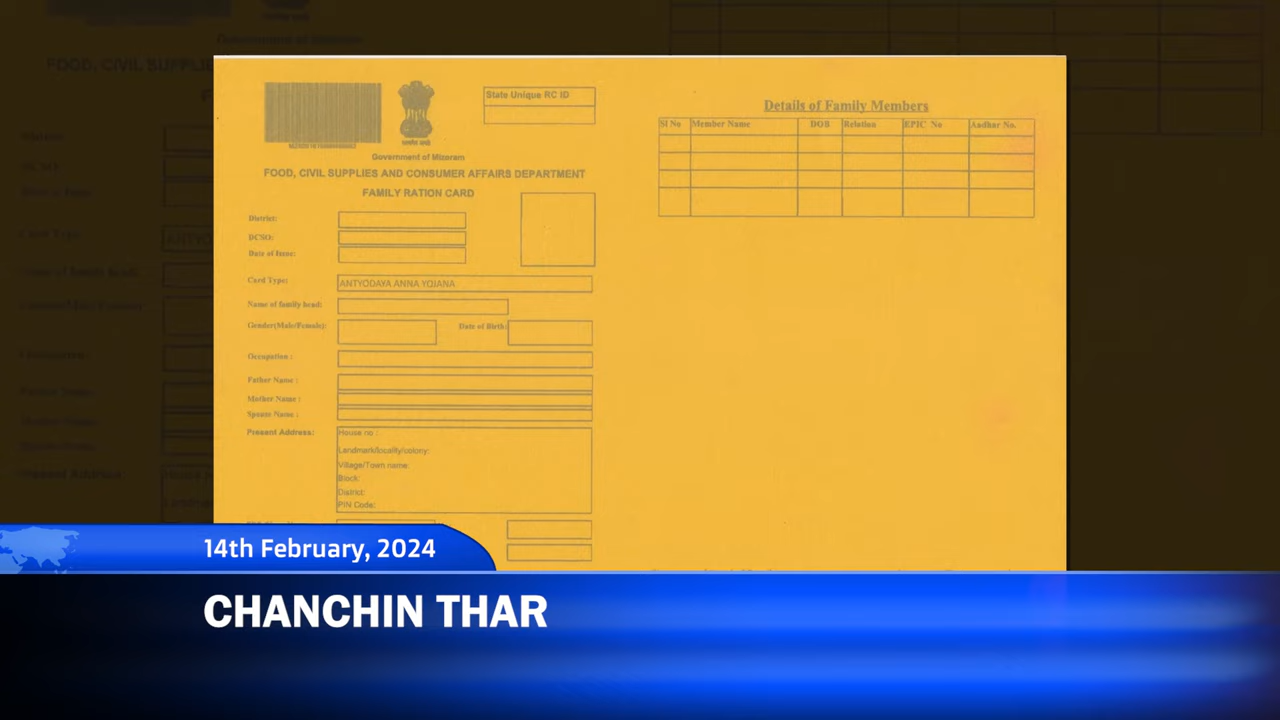 State Unique RC ID
Government of Mizoram
FOOD, CIVIL SUPPLIES AND CONSUMER AFFAIRS DEPARTMENT
FAMILY RATION CARD
District:
DCSO:
Date of Issue:
Card Type: ANTYODAYA ANNA YOJANA
Name of family head:
Gender(Male/Female): Date of Birth:
Occupation :
Father Name :
Mother Name :
Spouse Name :
Present Address: House no :
Landmark/locality/colony:
Village/Town name:
Block:
District:
PIN Code:
Details of Family Members
Sl No Member Name DOB Relation EPIC No Aadhar No.
14th February, 2024
CHANCHIN THAR